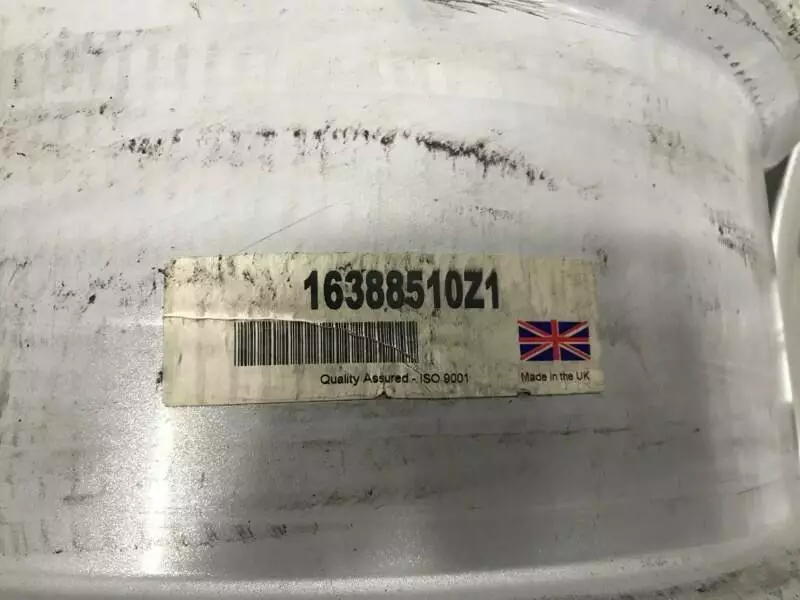 16388510Z1
Quality Assured - ISO 9001
Made in the UK